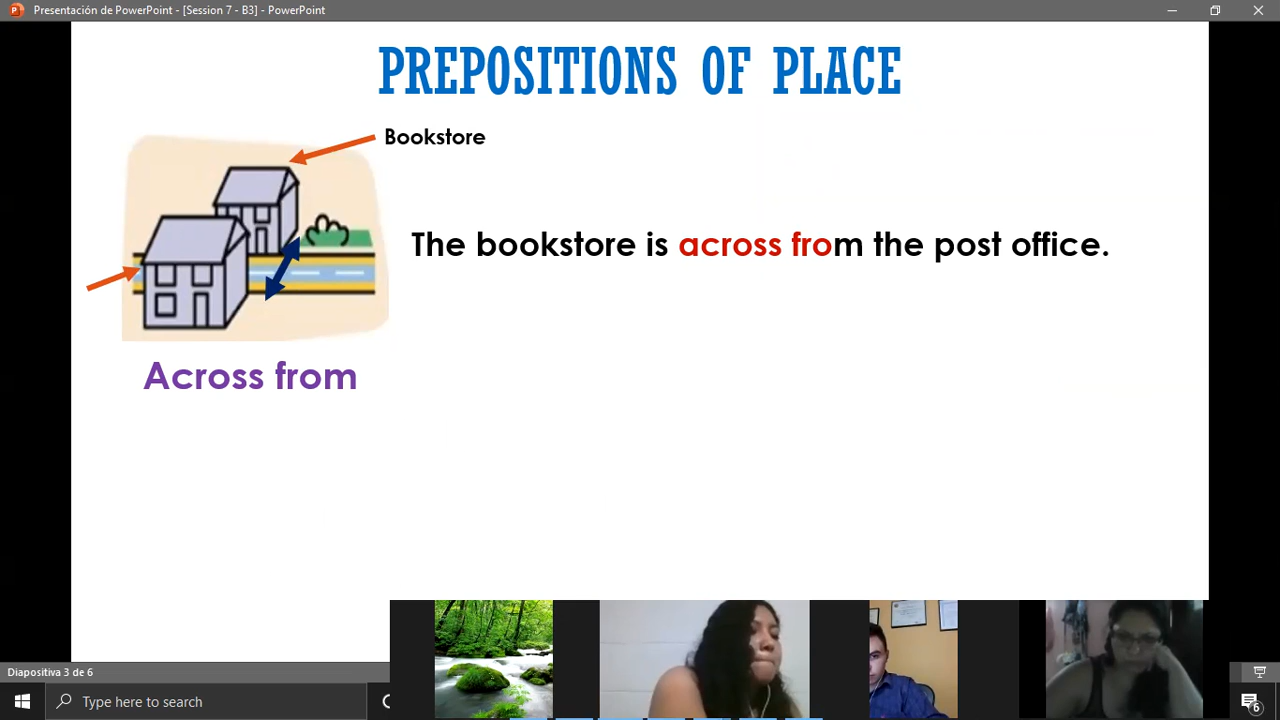 Presentación de PowerPoint - [Session 7 - B3] - PowerPoint
PREPOSITIONS OF PLACE
Bookstore
The bookstore is across from the post office.
Across from
Diapositiva 3 de 6
Type here to search
6